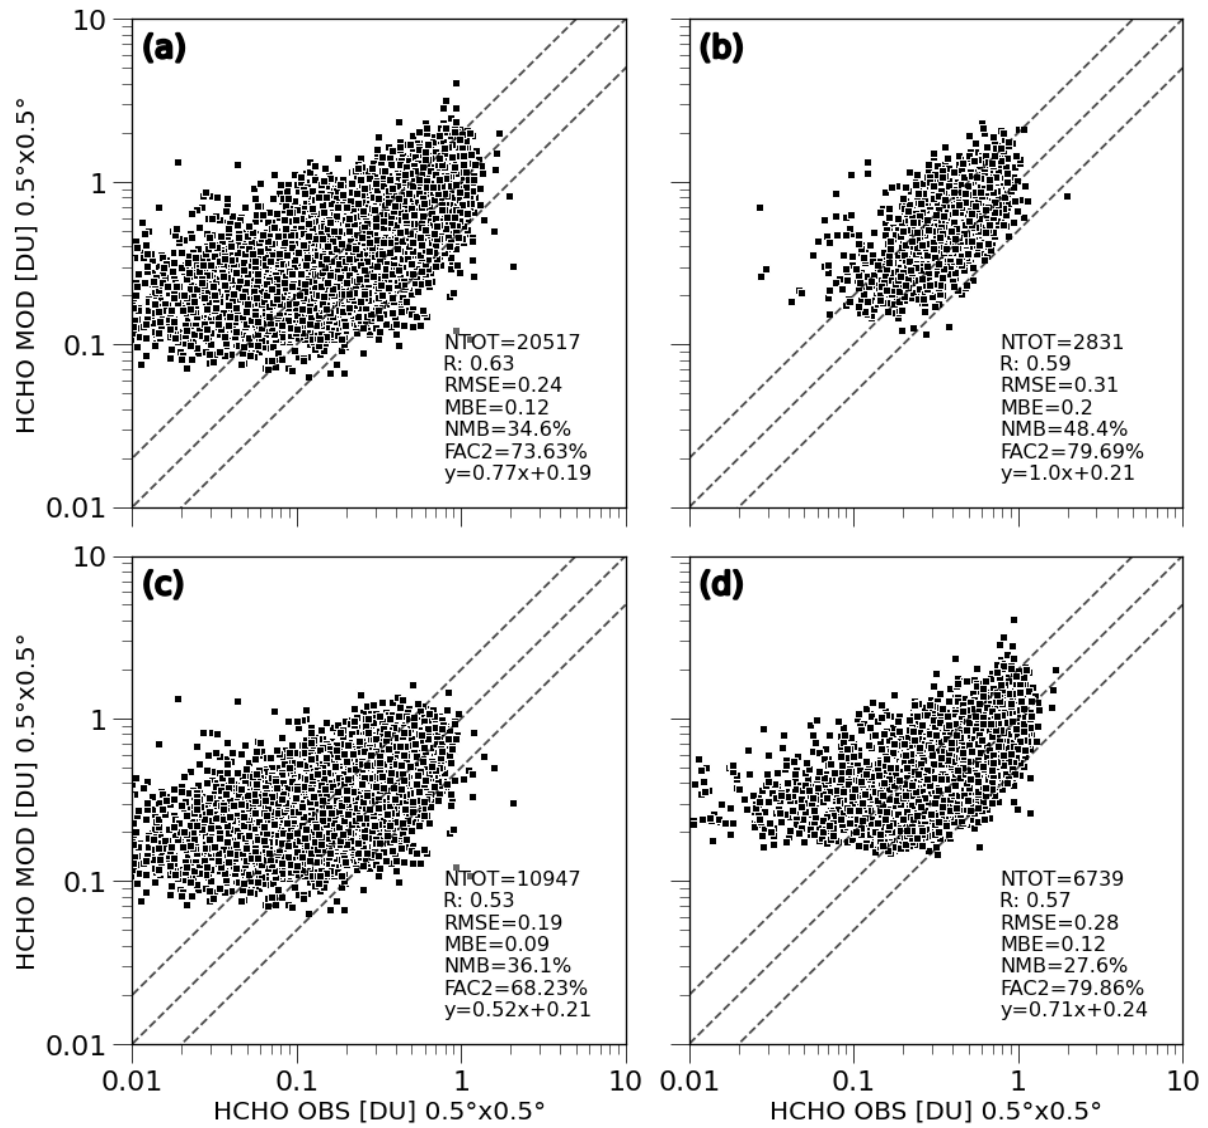 (a)
10
1
0.1
0.01
HCHO MOD [DU] 0.5°x0.5°
NTOT=20517
R: 0.63
RMSE=0.24
MBE=0.12
NMB=34.6%
FAC2=73.63%
y=0.77x+0.19
(b)
NTOT=2831
R: 0.59
RMSE=0.31
MBE=0.2
NMB=48.4%
FAC2=79.69%
y=1.0x+0.21
(c)
10
1
0.1
0.01
HCHO MOD [DU] 0.5°x0.5°
NTOT=10947
R: 0.53
RMSE=0.19
MBE=0.09
NMB=36.1%
FAC2=68.23%
y=0.52x+0.21
0.01 0.1 1 10
HCHO OBS [DU] 0.5°x0.5°
(d)
NTOT=6739
R: 0.57
RMSE=0.28
MBE=0.12
NMB=27.6%
FAC2=79.86%
y=0.71x+0.24
0.01 0.1 1 10
HCHO OBS [DU] 0.5°x0.5°